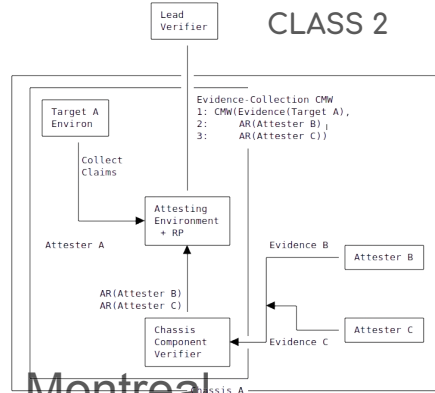 CLASS 2
Lead
Verifier
Evidence-Collection CMW
1: CMW(Evidence(Target A),
2: AR(Attester B),
3: AR(Attester C))
Target A
Environ
Collect
Claims
Attesting
Environment
+ RP
Attester A
Evidence B
Attester B
AR(Attester B)
AR(Attester C)
Chassis
Component
Verifier
Attester C
Evidence C
Montreal
Chassis A